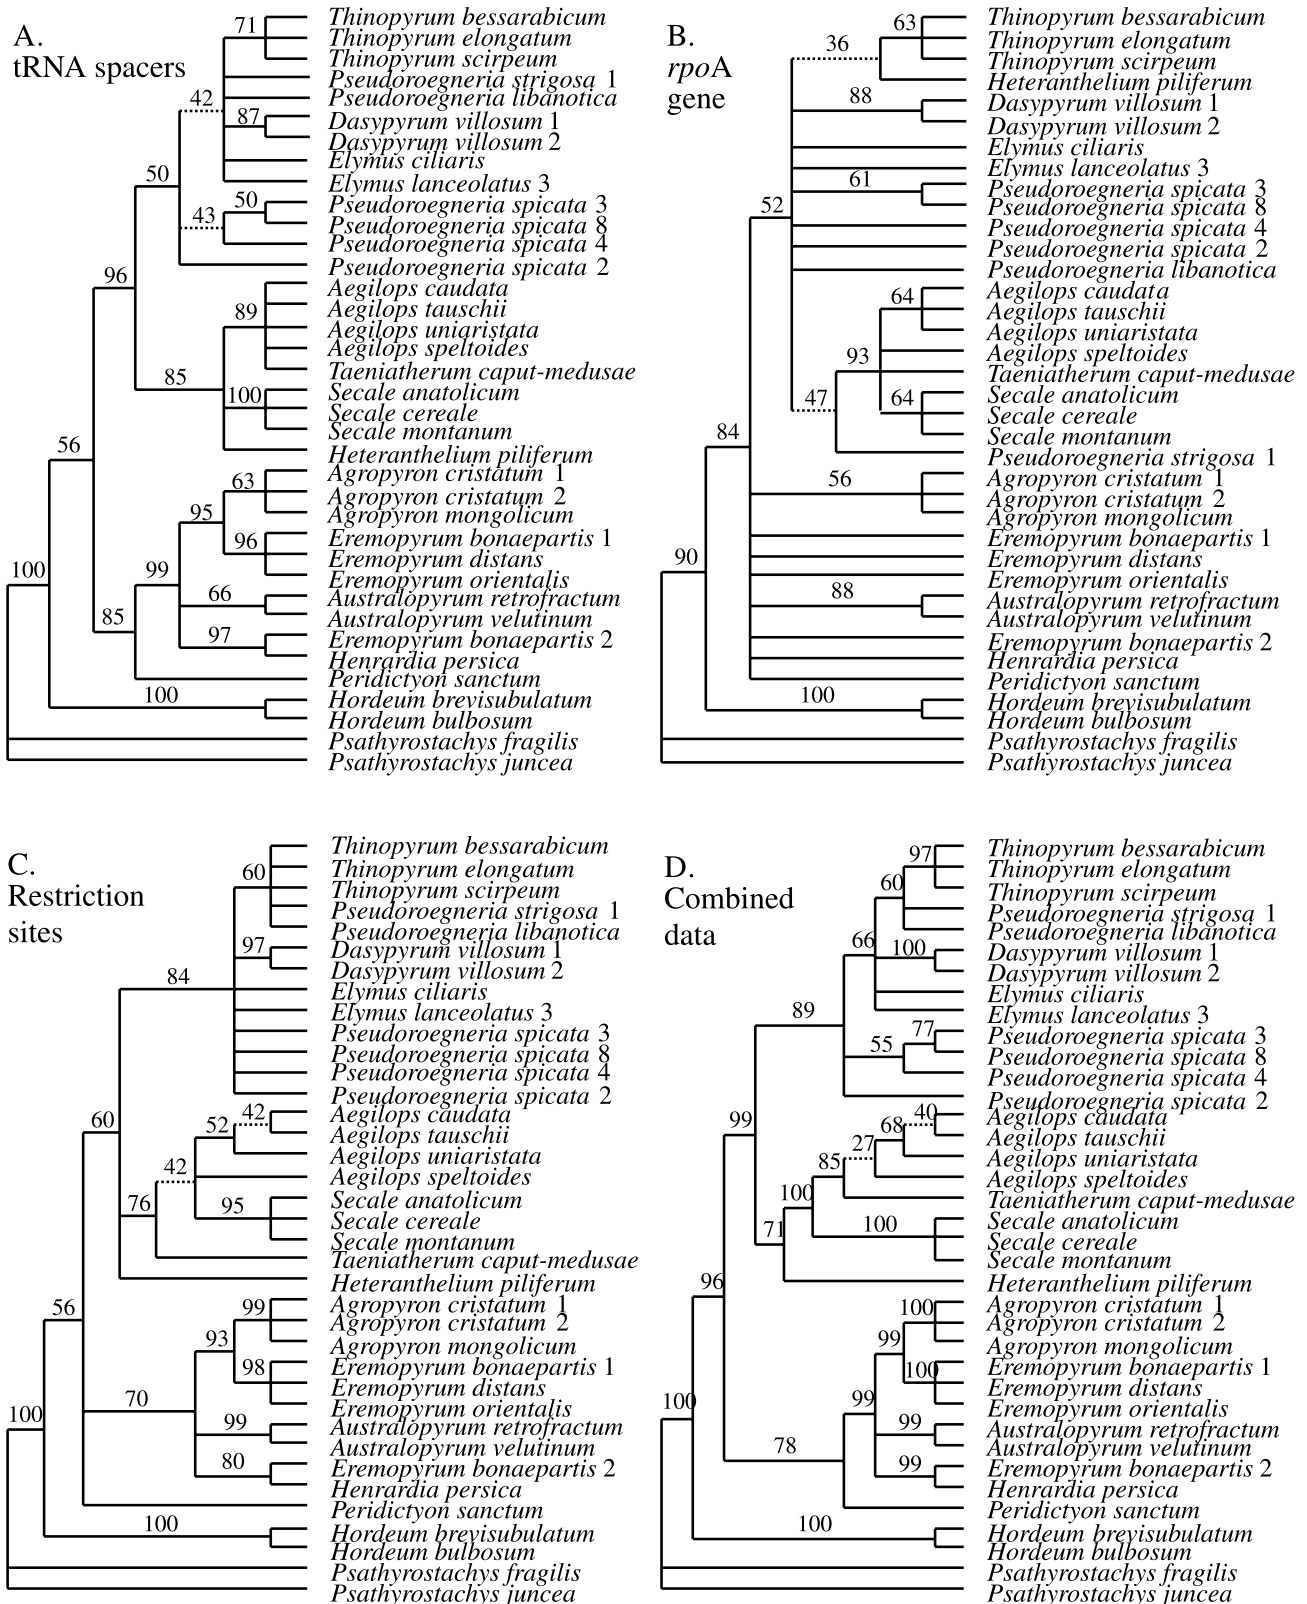 A.
tRNA spacers
71
42
87
50
50
43
96
89
85
100
56
63
95
96
100
99
66
85
97
100
Thinopyrum bessarabicum
Thinopyrum elongatum
Thinopyrum scirpeum
Pseudoroegneria strigosa 1
Pseudoroegneria libanotica
Dasypyrum villosum 1
Dasypyrum villosum 2
Elymus ciliaris
Elymus lanceolatus 3
Pseudoroegneria spicata 3
Pseudoroegneria spicata 8
Pseudoroegneria spicata 4
Pseudoroegneria spicata 2
Aegilops caudata
Aegilops tauschii
Aegilops uniaristata
Aegilops speltoides
Taeniatherum caput-medusae
Secale anatolicum
Secale cereale
Secale montanum
Heteranthelium piliferum
Agropyron cristatum 1
Agropyron cristatum 2
Agropyron mongolicum
Eremopyrum bonaepartis 1
Eremopyrum distans
Eremopyrum orientalis
Australopyrum retrofractum
Australopyrum velutinum
Eremopyrum bonaepartis 2
Henrardia persica
Peridictyon sanctum
Hordeum brevisubulatum
Hordeum bulbosum
Psathyrostachys fragilis
Psathyrostachys juncea
B.
rpoA
gene
63
36
88
61
52
64
93
47
64
84
56
90
88
100
Thinopyrum bessarabicum
Thinopyrum elongatum
Thinopyrum scirpeum
Heteranthelium piliferum
Dasypyrum villosum 1
Dasypyrum villosum 2
Elymus ciliaris
Elymus lanceolatus 3
Pseudoroegneria spicata 3
Pseudoroegneria spicata 8
Pseudoroegneria spicata 4
Pseudoroegneria spicata 2
Pseudoroegneria libanotica
Aegilops caudata
Aegilops tauschii
Aegilops uniaristata
Aegilops speltoides
Taeniatherum caput-medusae
Secale anatolicum
Secale cereale
Secale montanum
Pseudoroegneria strigosa 1
Agropyron cristatum 1
Agropyron cristatum 2
Agropyron mongolicum
Eremopyrum bonaepartis 1
Eremopyrum distans
Eremopyrum orientalis
Australopyrum retrofractum
Australopyrum velutinum
Eremopyrum bonaepartis 2
Henrardia persica
Peridictyon sanctum
Hordeum brevisubulatum
Hordeum bulbosum
Psathyrostachys fragilis
Psathyrostachys juncea
C.
Restriction
sites
60
97
84
42
60
52
42
76
95
56
99
93
98
70
100
99
80
100
Thinopyrum bessarabicum
Thinopyrum elongatum
Thinopyrum scirpeum
Pseudoroegneria strigosa 1
Pseudoroegneria libanotica
Dasypyrum villosum 1
Dasypyrum villosum 2
Elymus ciliaris
Elymus lanceolatus 3
Pseudoroegneria spicata 3
Pseudoroegneria spicata 8
Pseudoroegneria spicata 4
Pseudoroegneria spicata 2
Aegilops caudata
Aegilops tauschii
Aegilops uniaristata
Aegilops speltoides
Secale anatolicum
Secale cereale
Secale montanum
Taeniatherum caput-medusae
Heteranthelium piliferum
Agropyron cristatum 1
Agropyron cristatum 2
Agropyron mongolicum
Eremopyrum bonaepartis 1
Eremopyrum distans
Eremopyrum orientalis
Australopyrum retrofractum
Australopyrum velutinum
Eremopyrum bonaepartis 2
Henrardia persica
Peridictyon sanctum
Hordeum brevisubulatum
Hordeum bulbosum
Psathyrostachys fragilis
Psathyrostachys juncea
D.
Combined
data
97
60
66
100
89
77
55
99
40
68
27
85
100
71
100
96
100
99
100
100
99
99
78
99
100
Thinopyrum bessarabicum
Thinopyrum elongatum
Thinopyrum scirpeum
Pseudoroegneria strigosa 1
Pseudoroegneria libanotica
Dasypyrum villosum 1
Dasypyrum villosum 2
Elymus ciliaris
Elymus lanceolatus 3
Pseudoroegneria spicata 3
Pseudoroegneria spicata 8
Pseudoroegneria spicata 4
Pseudoroegneria spicata 2
Aegilops caudata
Aegilops tauschii
Aegilops uniaristata
Aegilops speltoides
Taeniatherum caput-medusae
Secale anatolicum
Secale cereale
Secale montanum
Heteranthelium piliferum
Agropyron cristatum 1
Agropyron cristatum 2
Agropyron mongolicum
Eremopyrum bonaepartis 1
Eremopyrum distans
Eremopyrum orientalis
Australopyrum retrofractum
Australopyrum velutinum
Eremopyrum bonaepartis 2
Henrardia persica
Peridictyon sanctum
Hordeum brevisubulatum
Hordeum bulbosum
Psathyrostachys fragilis
Psathyrostachys juncea